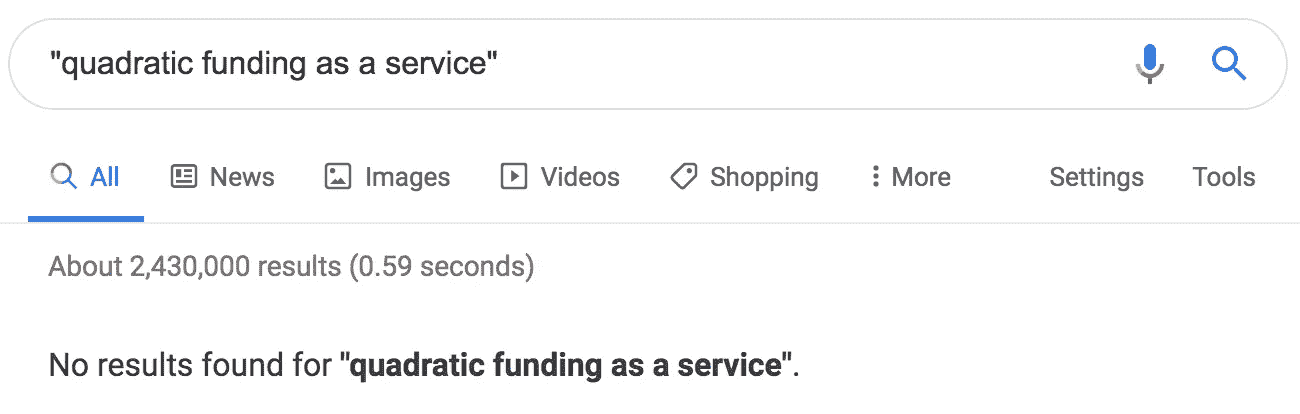 "quadratic funding as a service"
All News Images Videos Shopping More Settings Tools
About 2,430,000 results (0.59 seconds)
No results found for "quadratic funding as a service".